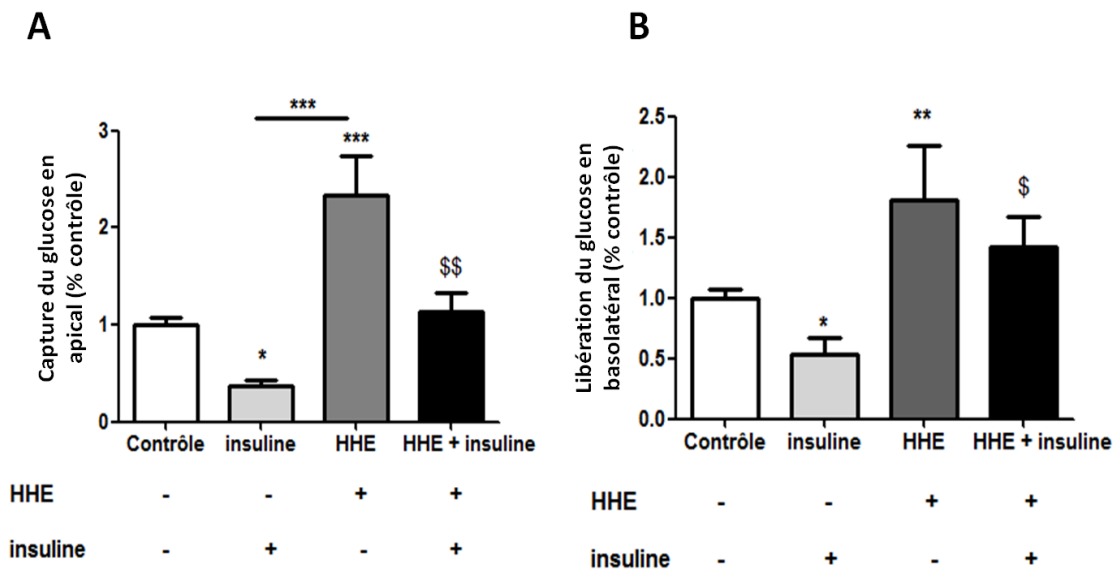 A
B
Capture du glucose en
apical (% contrôle)
3
2
1
0
***
***
*
$$
Contrôle insuline HHE HHE + insuline
HHE - - + +
insuline - + - +
Libération du glucose en
basolatéral (% contrôle)
2.5
2.0
1.5
1.0
0.5
0.0
**
$
*
Contrôle insuline HHE HHE + insuline
HHE - - + +
insuline - + - +